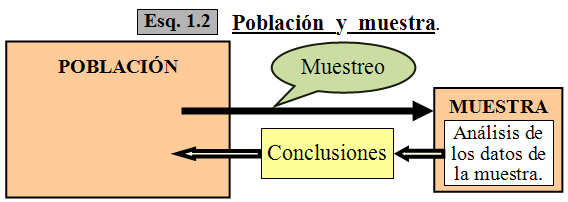 Esq. 1.2 Población y muestra.
POBLACIÓN
Muestreo
MUESTRA
Análisis de
los datos de
la muestra.
Conclusiones